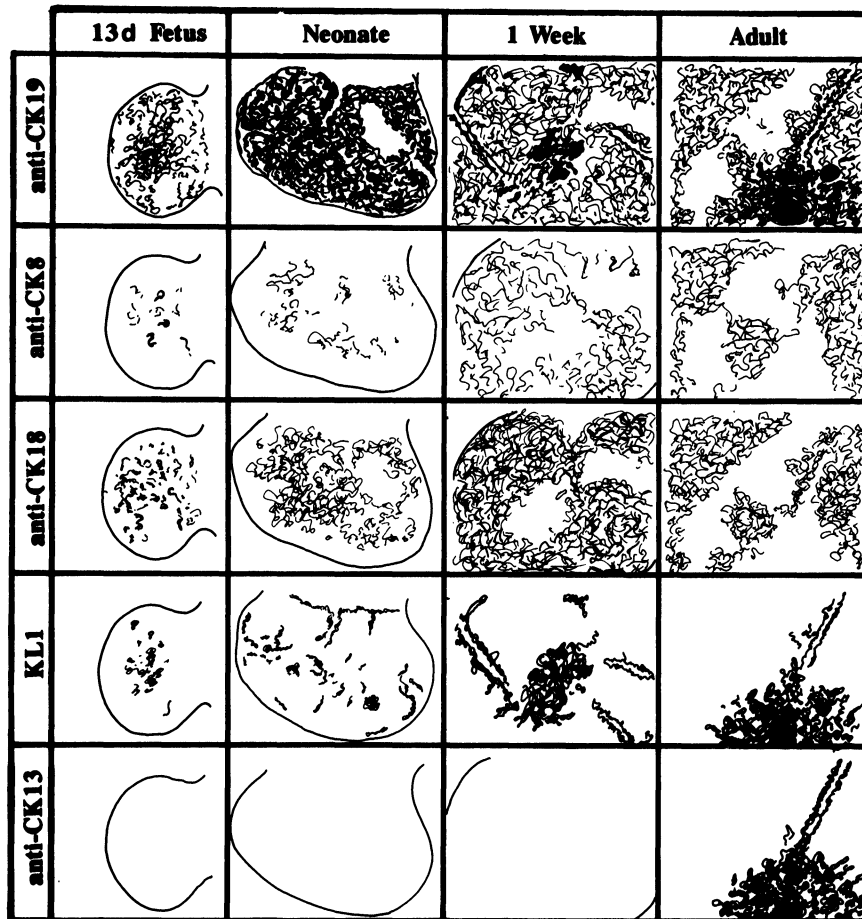 13d Fetus
Neonate
1 Week
Adult
anti-CK19
anti-CK8
anti-CK18
KL1
anti-CK13